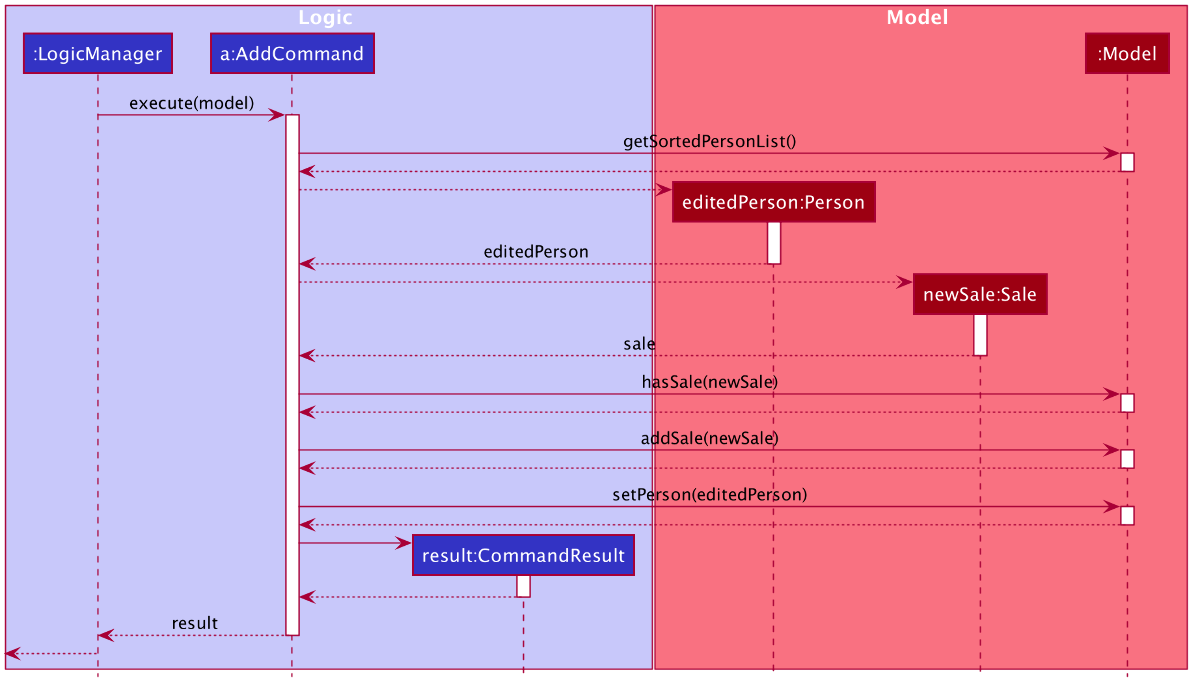 Logic
Model
:LogicManager
a:AddCommand
:Model
execute(model)
getSortedPersonList()
editedPerson:Person
editedPerson
newSale:Sale
sale
hasSale(newSale)
addSale(newSale)
setPerson(editedPerson)
result:CommandResult
result